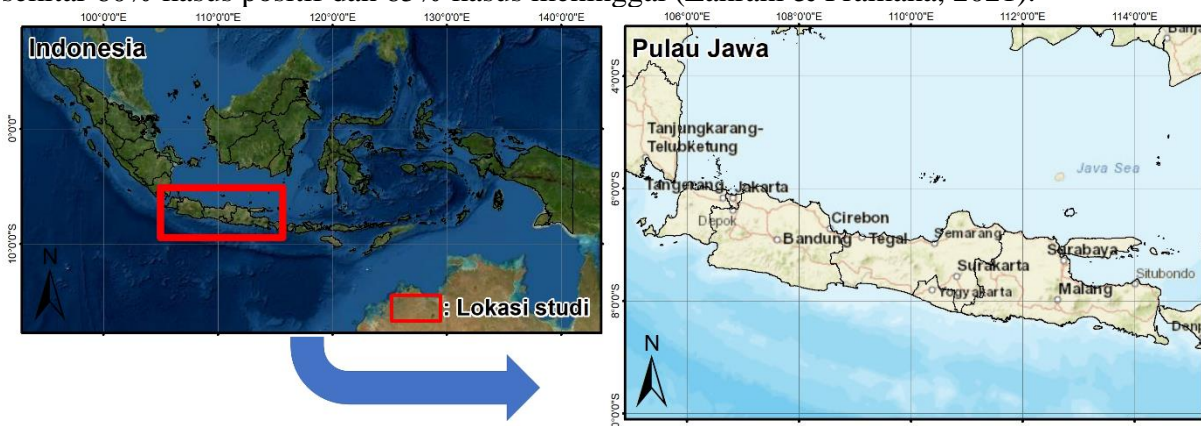 100°0'0"E 110°0'0"E 120°0'0"E 130°0'0"E 140°0'0"E
Indonesia
0°0'0"
10°0'0"S
N
: Lokasi studi
106°0'0"E 108°0'0"E 110°0'0"E 112°0'0"E 114°0'0"E
Pulau Jawa
4°0'0"S
Tanjungkarang-
Telubketung
Java Sea
6°0'0"S
Tangerang Jakarta
Depok
Cirebon
Bandung Tegal Semarang
Surabaya
Surakarta
Situbondo
Yogyakarta
Malang
8°0'0"S
N